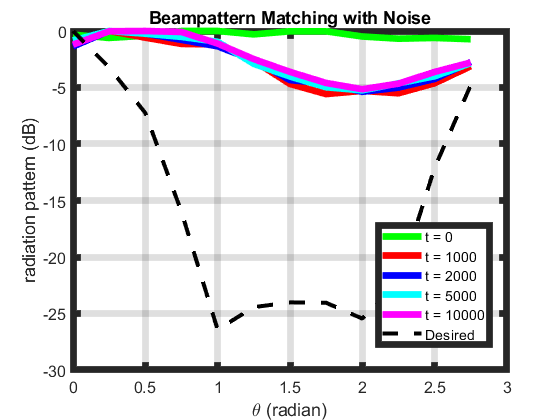 Beampattern Matching with Noise
radiation pattern (dB)
0
-5
-10
-15
-20
-25
-30
t = 0
t = 1000
t = 2000
t = 5000
t = 10000
Desired
0
0.5
1
1.5
2
2.5
3
θ (radian)